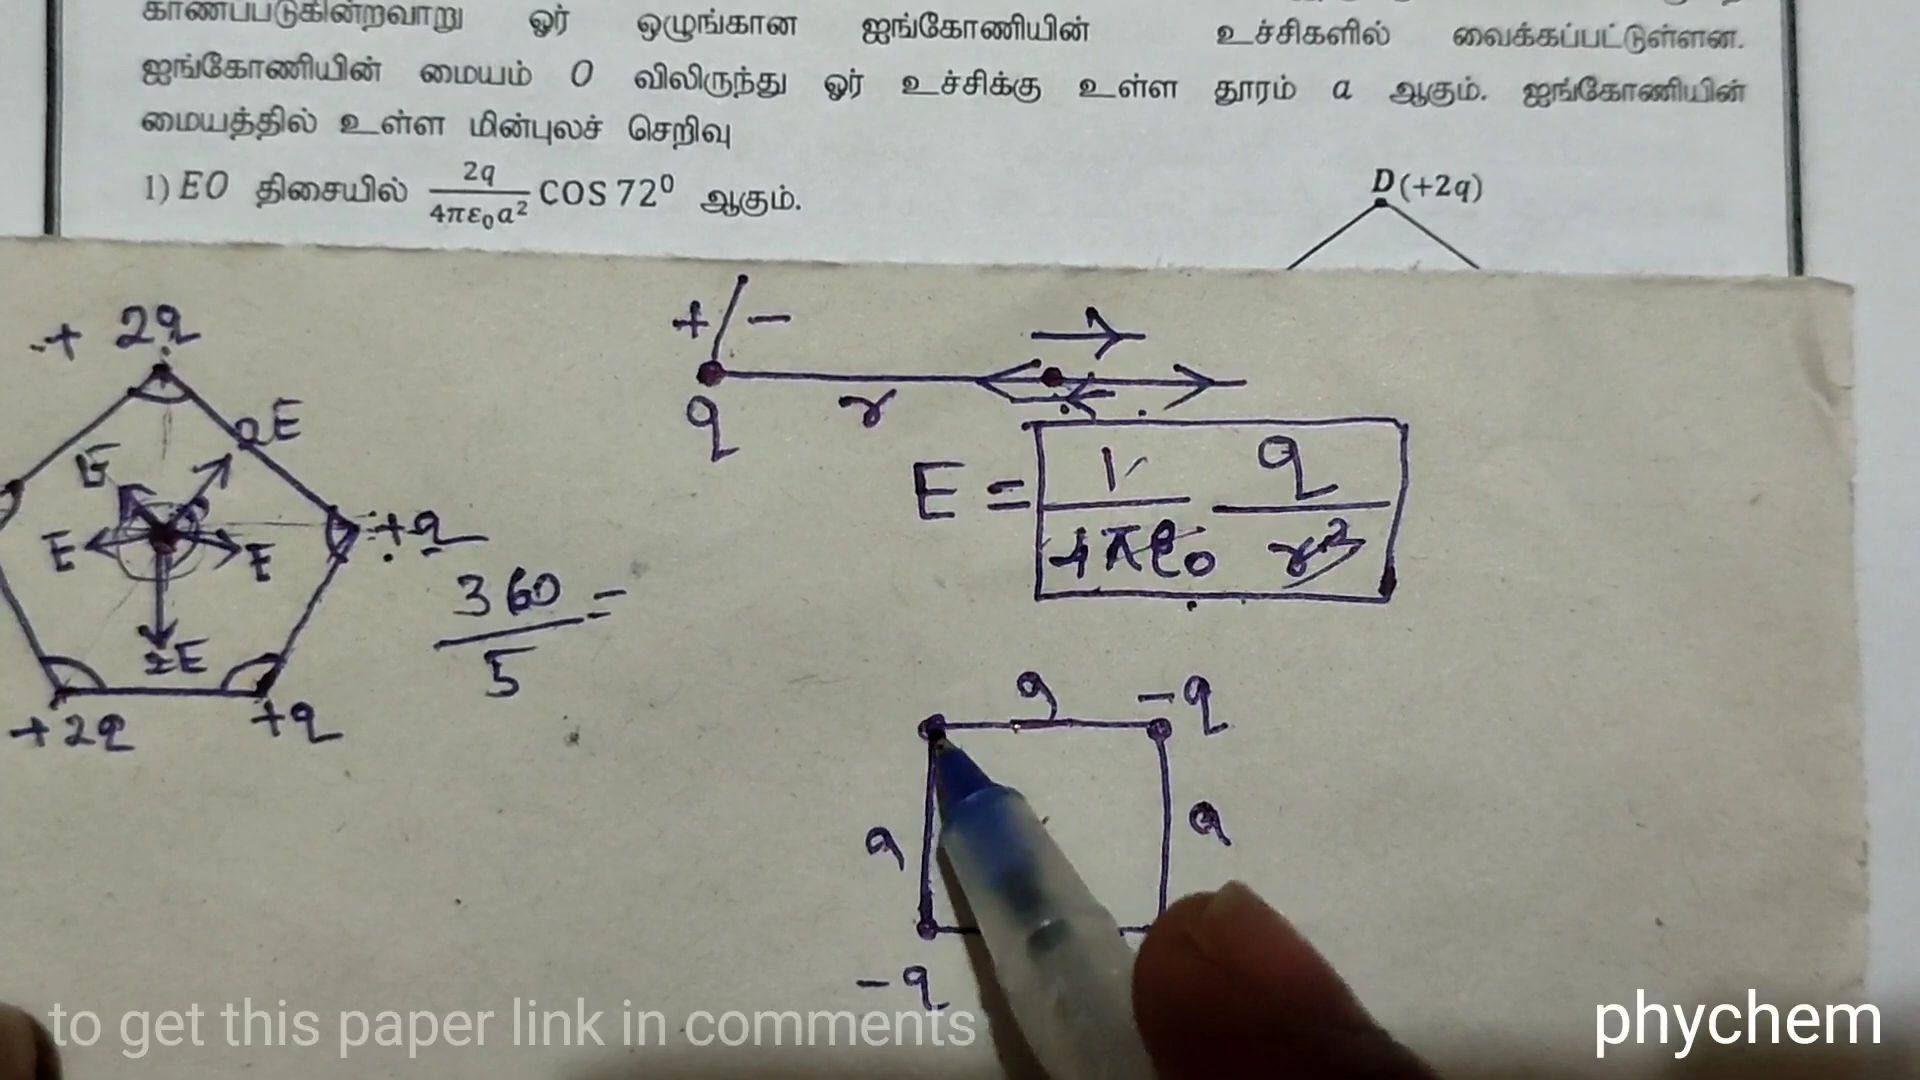 காணப்படுகின்றவாறு ஓர் ஒழுங்கான ஐங்கோணியின் உச்சிகளில் வைக்கப்பட்டுள்ளன.
ஐங்கோணியின் மையம் O விலிருந்து ஓர் உச்சிக்கு உள்ள தூரம் a ஆகும். ஐங்கோணியின்
மையத்தில் உள்ள மின்புலச் செறிவு
1) EO திசையில் 2q/4πε₀a² COS 72⁰ ஆகும்.
D(+2q)
+ 2q
+ / −
q
r
2E
E
E
E
2E
+q
+2q
+q
360/5 =
E = 1/4πε₀ q/r²
a
-q
a
a
-q
to get this paper link in comments
phychem